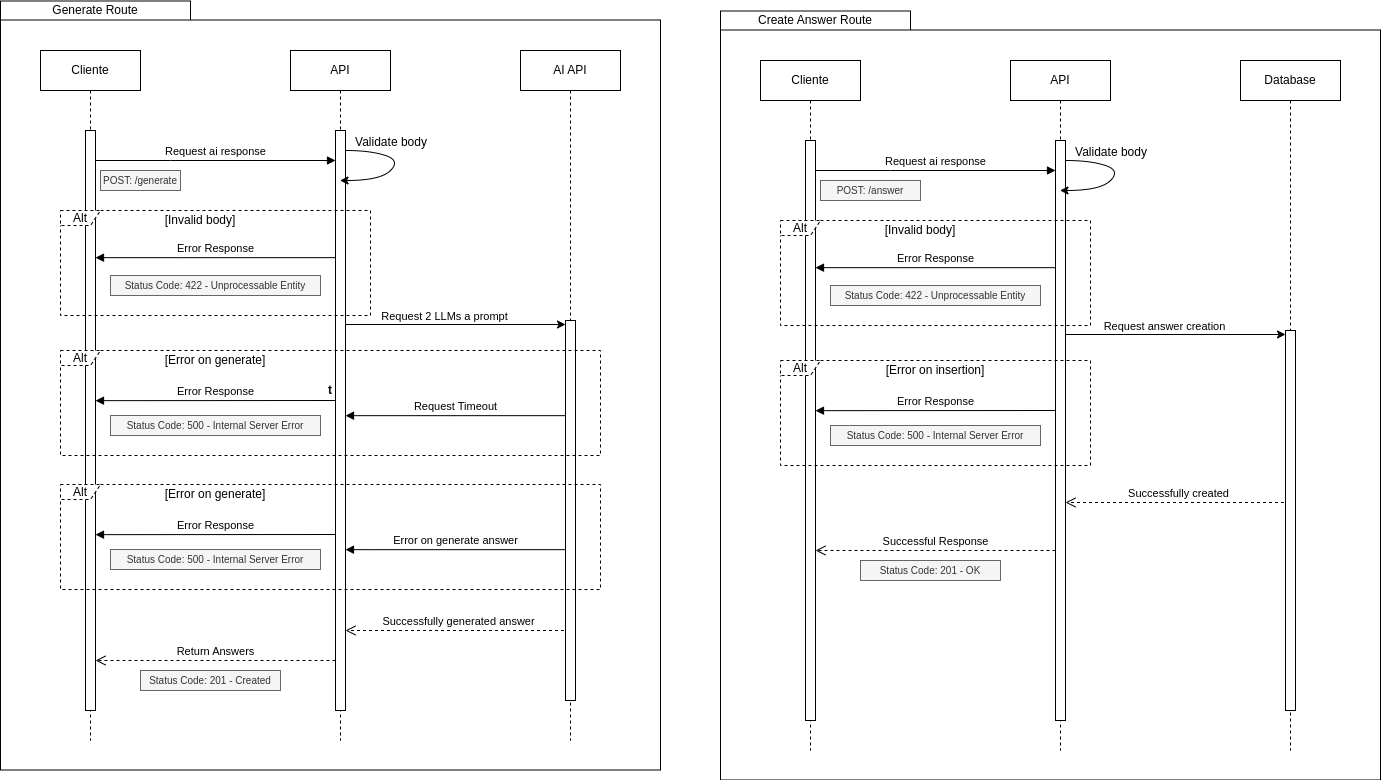 Generate Route
Cliente
API
AI API
Validate body
Request ai response
POST: /generate
Alt
[Invalid body]
Error Response
Status Code: 422 - Unprocessable Entity
Request 2 LLMs a prompt
Alt
[Error on generate]
Error Response
t
Request Timeout
Status Code: 500 - Internal Server Error
Alt
[Error on generate]
Error Response
Error on generate answer
Status Code: 500 - Internal Server Error
Successfully generated answer
Return Answers
Status Code: 201 - Created
Create Answer Route
Cliente
API
Database
Validate body
Request ai response
POST: /answer
Alt
[Invalid body]
Error Response
Status Code: 422 - Unprocessable Entity
Request answer creation
Alt
[Error on insertion]
Error Response
Status Code: 500 - Internal Server Error
Successfully created
Successful Response
Status Code: 201 - OK